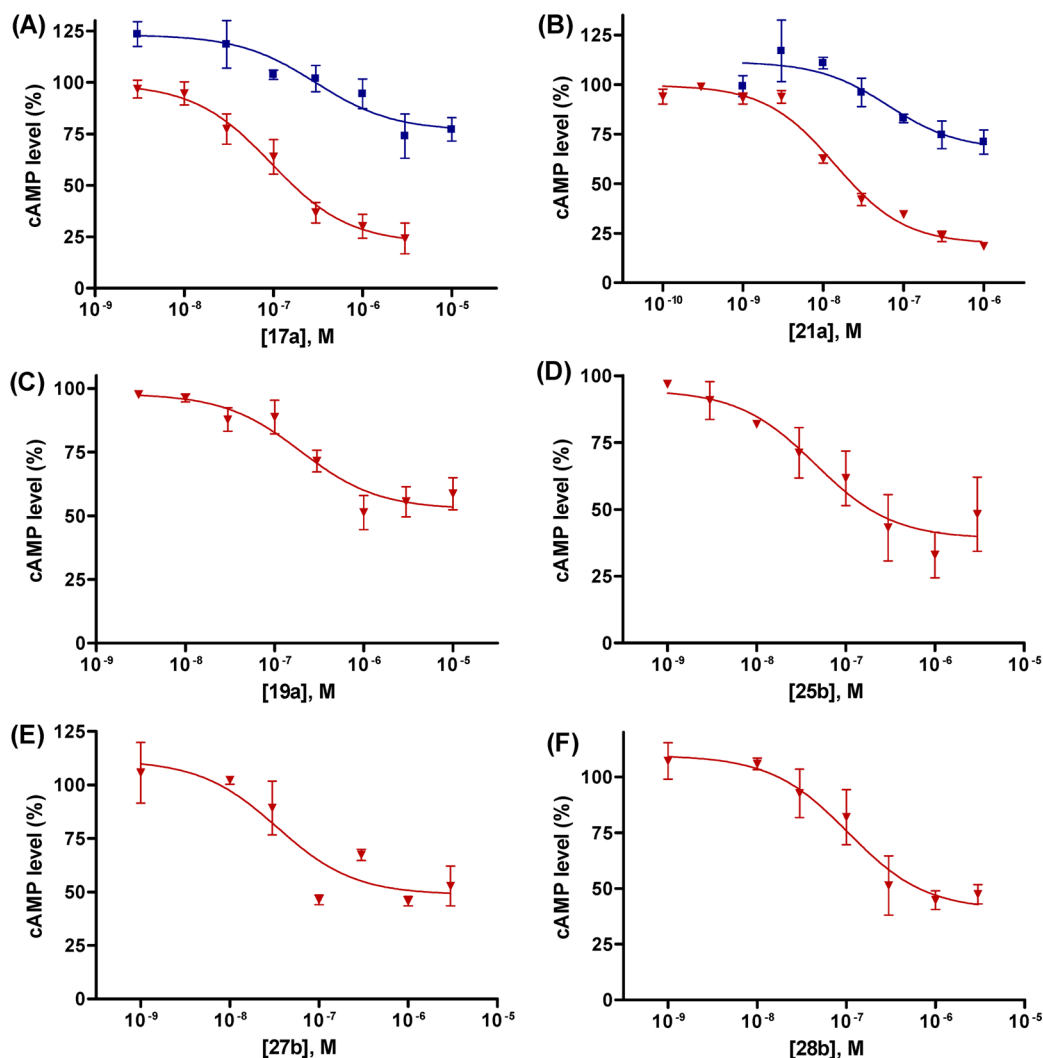 (A)
cAMP level (%)
125
100
75
50
25
0
10⁻⁹ 10⁻⁸ 10⁻⁷ 10⁻⁶ 10⁻⁵
[17a], M
(B)
cAMP level (%)
125
100
75
50
25
0
10⁻¹⁰ 10⁻⁹ 10⁻⁸ 10⁻⁷ 10⁻⁶
[21a], M
(C)
cAMP level (%)
100
75
50
25
0
10⁻⁹ 10⁻⁸ 10⁻⁷ 10⁻⁶ 10⁻⁵
[19a], M
(D)
cAMP level (%)
100
75
50
25
0
10⁻⁹ 10⁻⁸ 10⁻⁷ 10⁻⁶ 10⁻⁵
[25b], M
(E)
cAMP level (%)
125
100
75
50
25
0
10⁻⁹ 10⁻⁸ 10⁻⁷ 10⁻⁶ 10⁻⁵
[27b], M
(F)
cAMP level (%)
100
75
50
25
0
10⁻⁹ 10⁻⁸ 10⁻⁷ 10⁻⁶ 10⁻⁵
[28b], M